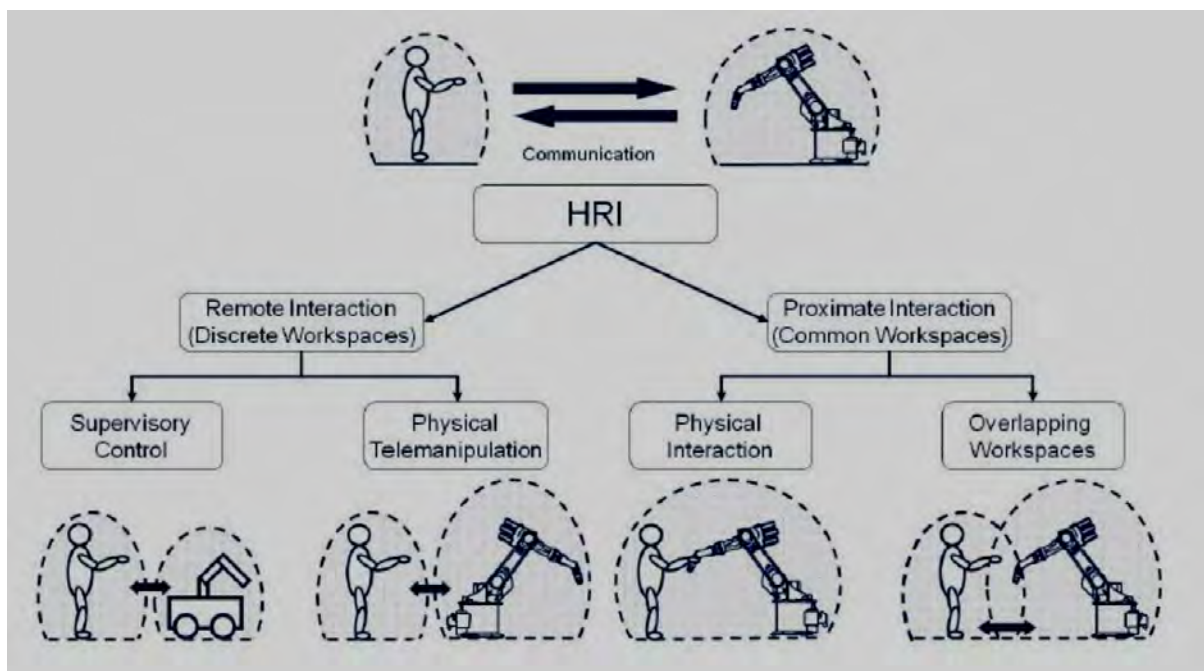 Communication
HRI
Remote Interaction
(Discrete Workspaces)
Proximate Interaction
(Common Workspaces)
Supervisory
Control
Physical
Telemanipulation
Physical
Interaction
Overlapping
Workspaces